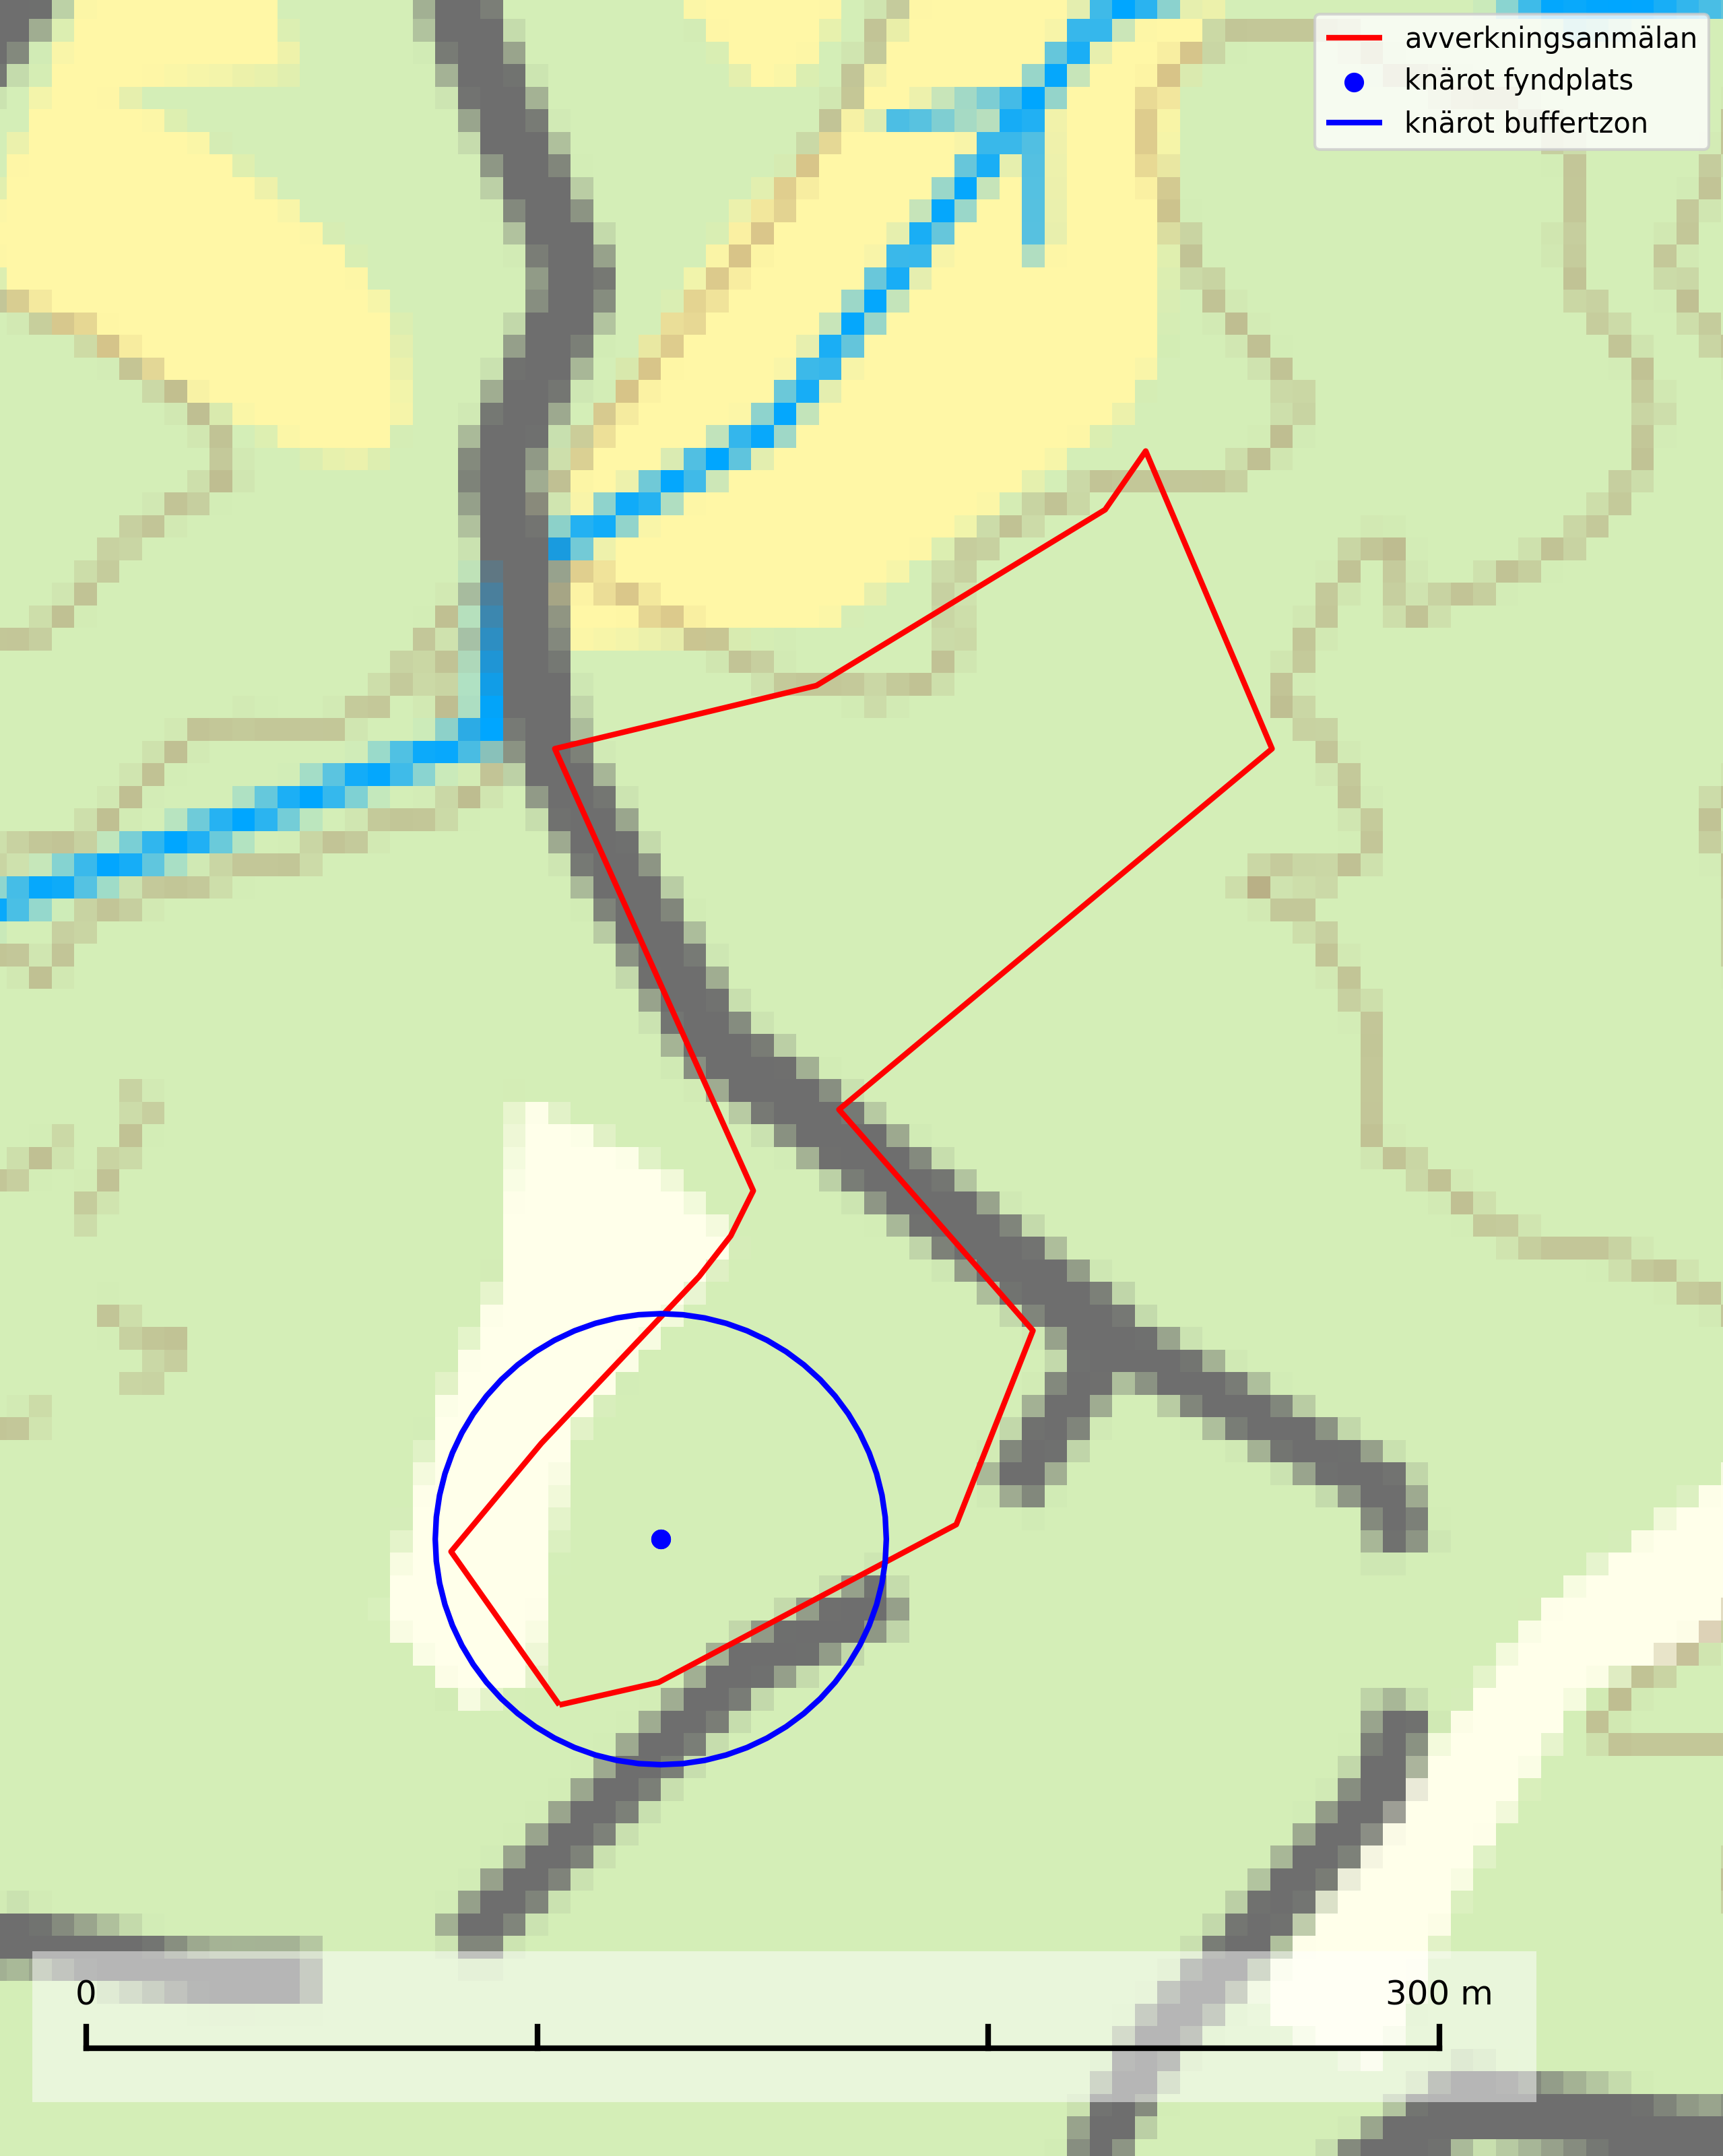 avverkningsanmälan
knärot fyndplats
knärot buffertzon
0
300 m